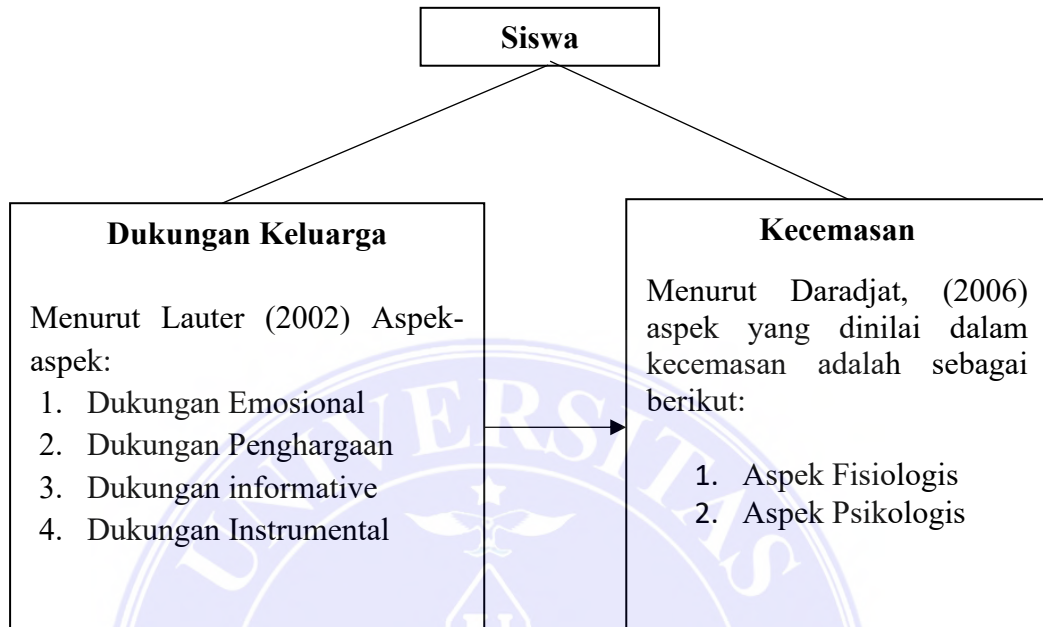 Siswa
Dukungan Keluarga
Menurut Lauter (2002) Aspek-
aspek:
1. Dukungan Emosional
2. Dukungan Penghargaan
3. Dukungan informative
4. Dukungan Instrumental
Kecemasan
Menurut Daradjat, (2006)
aspek yang dinilai dalam
kecemasan adalah sebagai
berikut:
1. Aspek Fisiologis
2. Aspek Psikologis
UNIVERSITAS